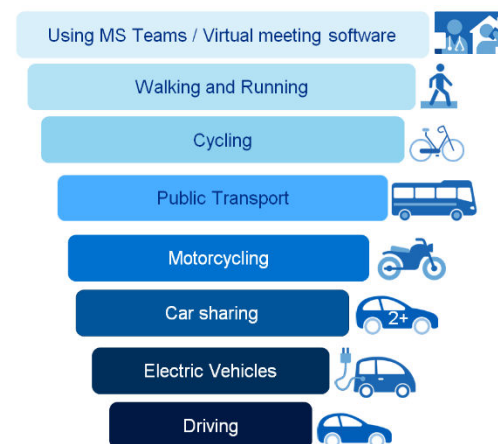 Using MS Teams / Virtual meeting software
Walking and Running
Cycling
Public Transport
Motorcycling
Car sharing
2+
Electric Vehicles
Driving